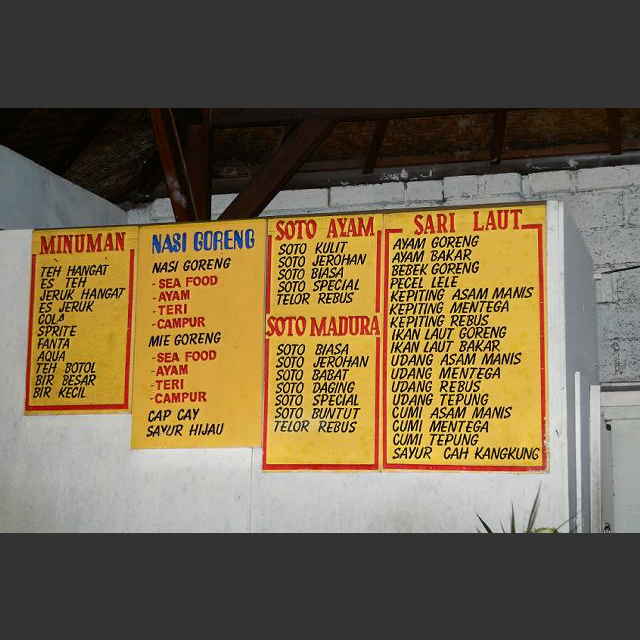 MINUMAN
TEH HANGAT
ES TEH
JERUK HANGAT
ES JERUK
COLA
SPRITE
FANTA
AQUA
TEH BOTOL
BIR BESAR
BIR KECIL
NASI GORENG
NASI GORENG
- SEA FOOD
- AYAM
- TERI
- CAMPUR
MIE GORENG
- SEA FOOD
- AYAM
- TERI
- CAMPUR
CAP CAY
SAYUR HIJAU
SOTO AYAM
SOTO KULIT
SOTO JEROHAN
SOTO BIASA
SOTO SPECIAL
TELOR REBUS
SOTO MADURA
SOTO BIASA
SOTO JEROHAN
SOTO BABAT
SOTO DAGING
SOTO SPECIAL
SOTO BUNTUT
TELOR REBUS
SARI LAUT
AYAM GORENG
AYAM BAKAR
BEBEK GORENG
PECEL LELE
KEPITING ASAM MANIS
KEPITING MENTEGA
KEPITING REBUS
IKAN LAUT GORENG
IKAN LAUT BAKAR
UDANG ASAM MANIS
UDANG MENTEGA
UDANG REBUS
UDANG TEPUNG
CUMI ASAM MANIS
CUMI MENTEGA
CUMI TEPUNG
SAYUR CAH KANGKUNG